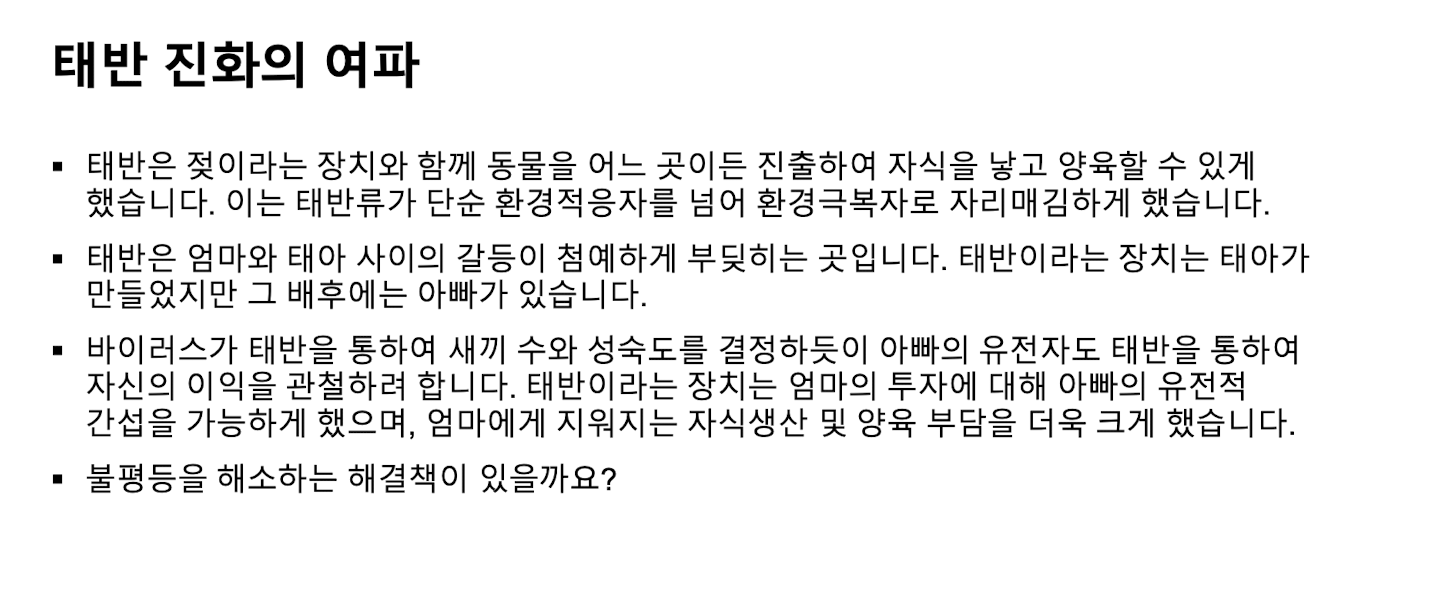 태반 진화의 여파
▪ 태반은 젖이라는 장치와 함께 동물을 어느 곳이든 진출하여 자식을 낳고 양육할 수 있게
했습니다. 이는 태반류가 단순 환경적응자를 넘어 환경극복자로 자리매김하게 했습니다.
▪ 태반은 엄마와 태아 사이의 갈등이 첨예하게 부딪히는 곳입니다. 태반이라는 장치는 태아가
만들었지만 그 배후에는 아빠가 있습니다.
▪ 바이러스가 태반을 통하여 새끼 수와 성숙도를 결정하듯이 아빠의 유전자도 태반을 통하여
자신의 이익을 관철하려 합니다. 태반이라는 장치는 엄마의 투자에 대해 아빠의 유전적
간섭을 가능하게 했으며, 엄마에게 지워지는 자식생산 및 양육 부담을 더욱 크게 했습니다.
▪ 불평등을 해소하는 해결책이 있을까요?